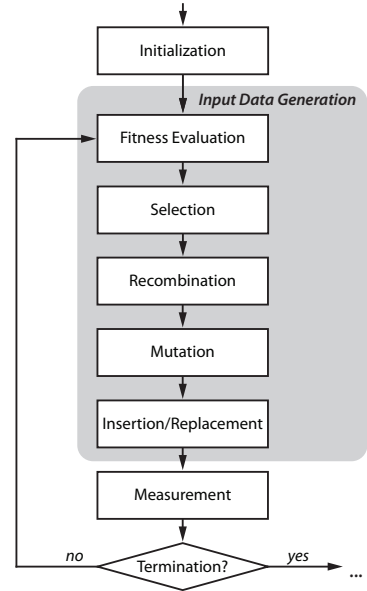 Initialization
Input Data Generation
Fitness Evaluation
Selection
Recombination
Mutation
Insertion/Replacement
Measurement
no
Termination?
yes
...